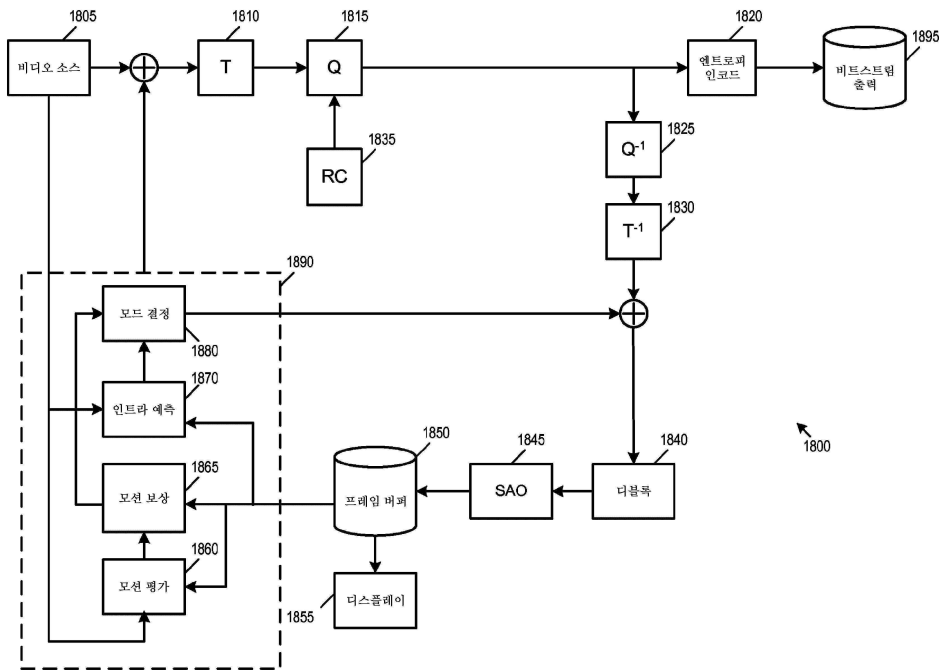 1805
비디오 소스
1810
T
1815
Q
1820
엔트로피
인코드
1895
비트스트림
출력
1835
RC
1825
Q-1
1830
T-1
1890
모드 결정
1880
1870
인트라 예측
1865
모션 보상
1860
모션 평가
1850
프레임 버퍼
1845
SAO
1840
디블록
1855
디스플레이
1800